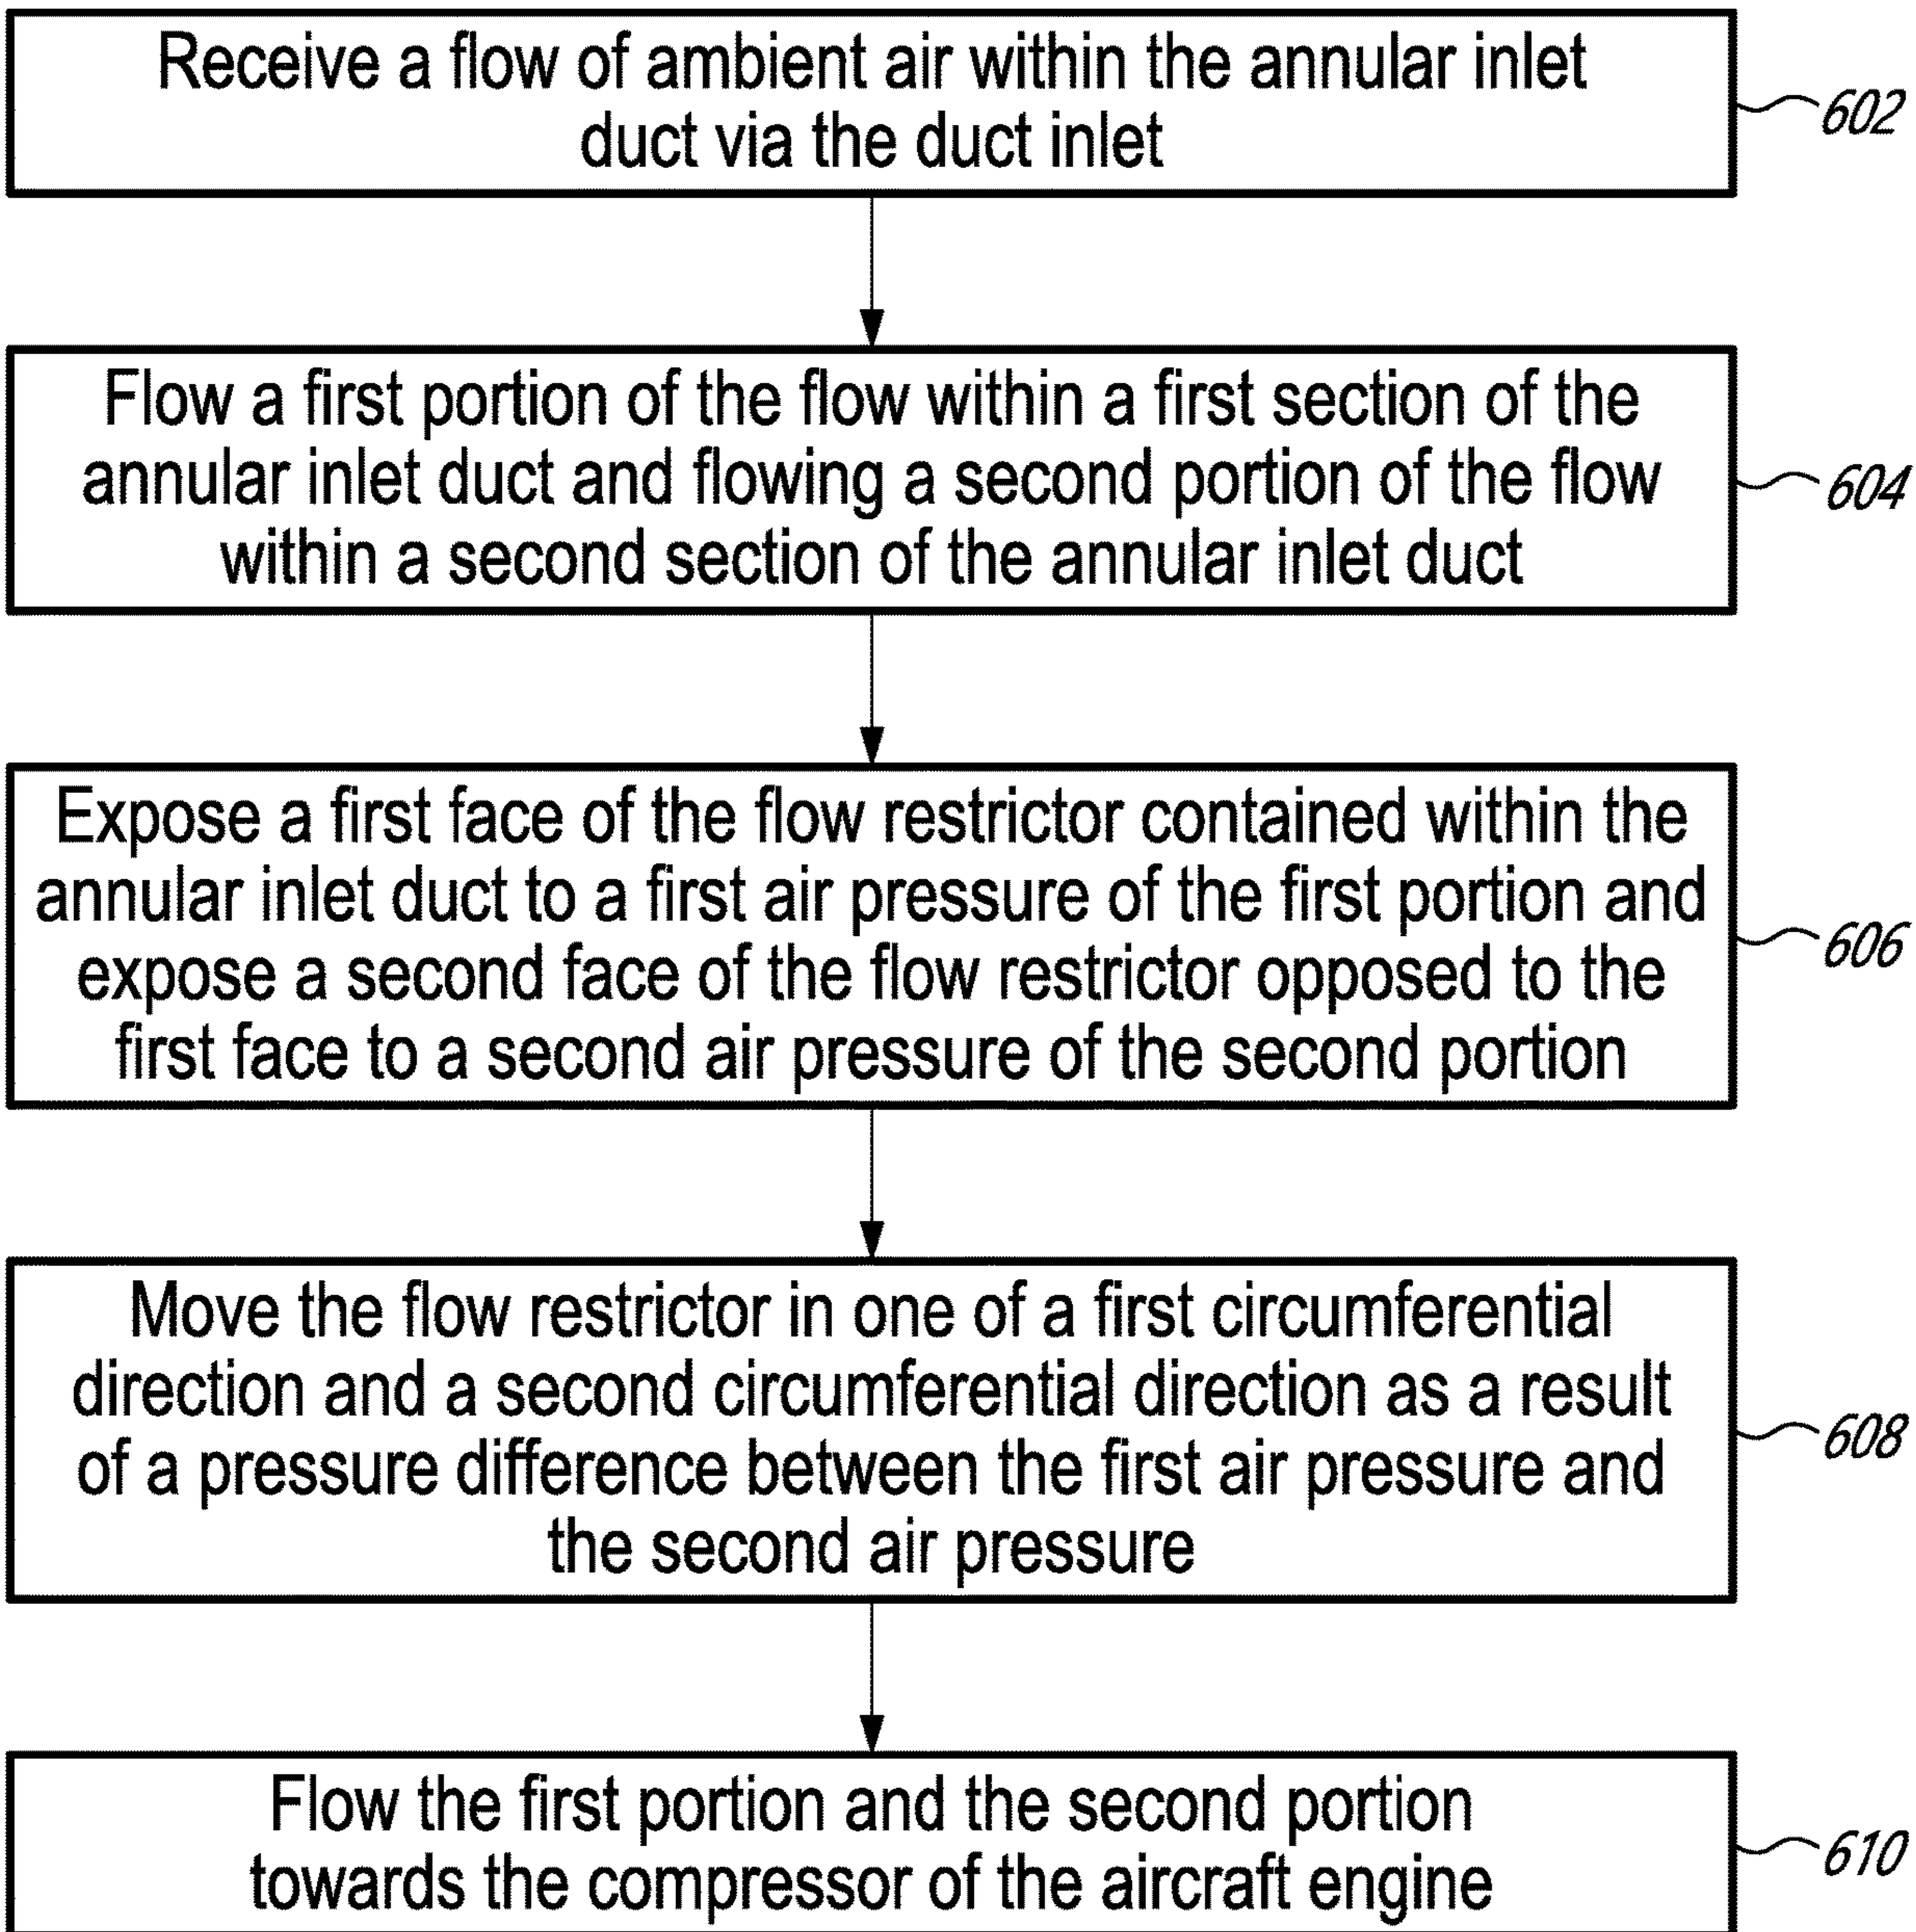 Receive a flow of ambient air within the annular inlet
duct via the duct inlet
602
Flow a first portion of the flow within a first section of the
annular inlet duct and flowing a second portion of the flow
within a second section of the annular inlet duct
604
Expose a first face of the flow restrictor contained within the
annular inlet duct to a first air pressure of the first portion and
expose a second face of the flow restrictor opposed to the
first face to a second air pressure of the second portion
606
Move the flow restrictor in one of a first circumferential
direction and a second circumferential direction as a result
of a pressure difference between the first air pressure and
the second air pressure
608
Flow the first portion and the second portion
towards the compressor of the aircraft engine
610